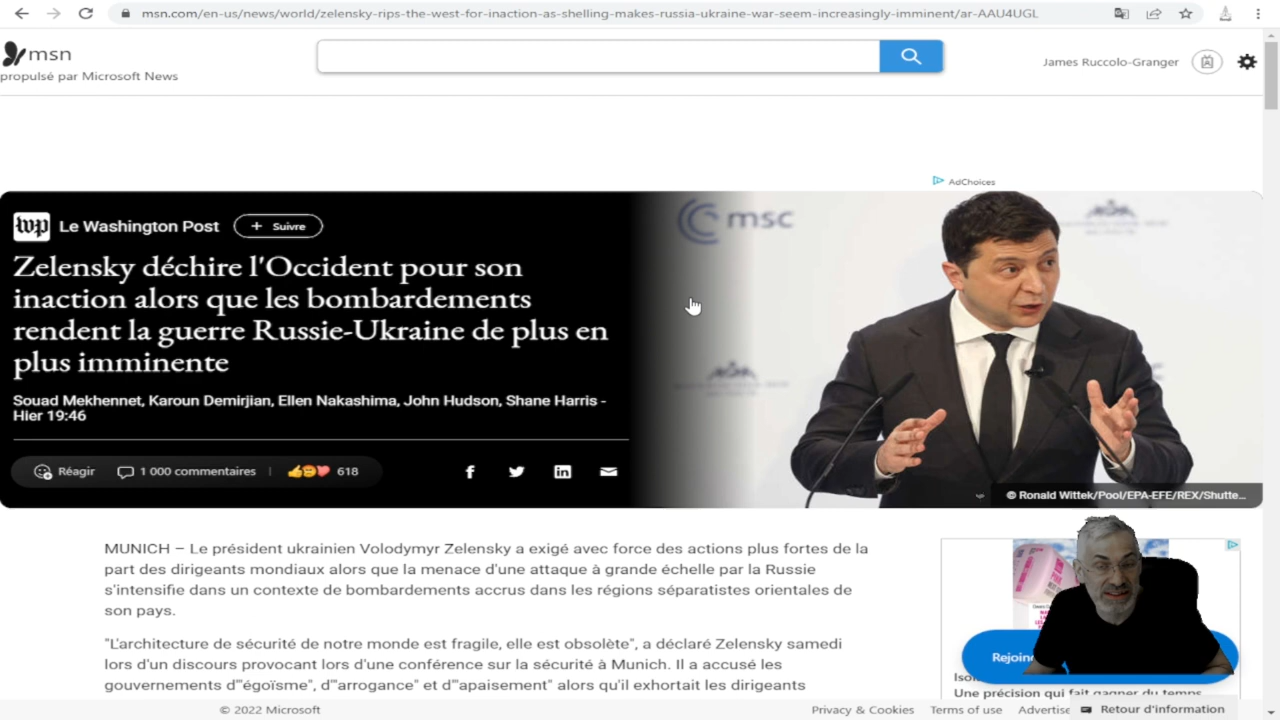 msn.com/en-us/news/world/zelensky-rips-the-west-for-inaction-as-shelling-makes-russia-ukraine-war-seem-increasingly-imminent/ar-AAU4UGL
msn
propulsé par Microsoft News
James Ruccolo-Granger
AdChoices
msc
wp Le Washington Post
+ Suivre
Zelensky déchire l'Occident pour son
inaction alors que les bombardements
rendent la guerre Russie-Ukraine de plus en
plus imminente
Souad Mekhennet, Karoun Demirjian, Ellen Nakashima, John Hudson, Shane Harris -
Hier 19:46
Réagir
1 000 commentaires
618
© Ronald Wittek/Pool/EPA-EFE/REX/Shutte...
MUNICH – Le président ukrainien Volodymyr Zelensky a exigé avec force des actions plus fortes de la
part des dirigeants mondiaux alors que la menace d'une attaque à grande échelle par la Russie
s'intensifie dans un contexte de bombardements accrus dans les régions séparatistes orientales de
son pays.
"L'architecture de sécurité de notre monde est fragile, elle est obsolète", a déclaré Zelensky samedi
lors d'un discours provocant lors d'une conférence sur la sécurité à Munich. Il a accusé les
gouvernements d'"égoïsme", d'"arrogance" et d'"apaisement" alors qu'il exhortait les dirigeants
Une précision qui fait gagner du temps
© 2022 Microsoft
Privacy & Cookies
Terms of use
Advertise
Retour d'information